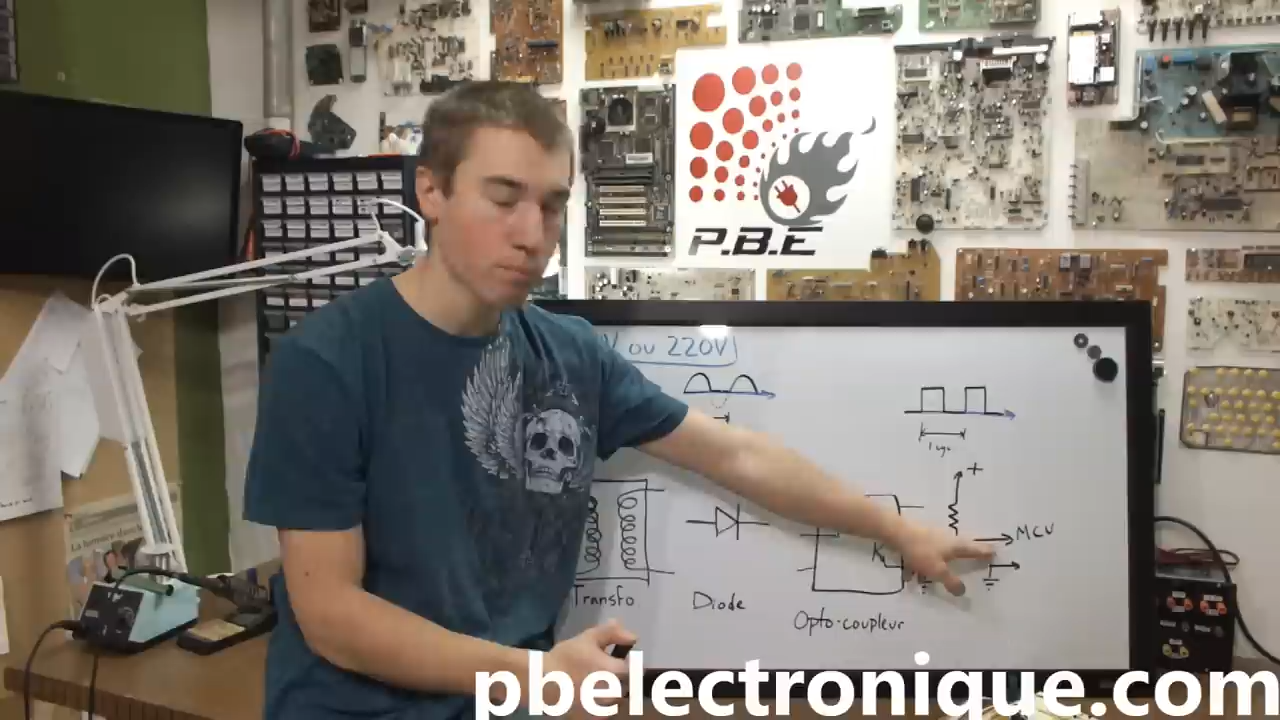 P.B.E
V ou 220V
+
MCU
Transfo
Diode
Opto-coupleur
pbelectronique.com